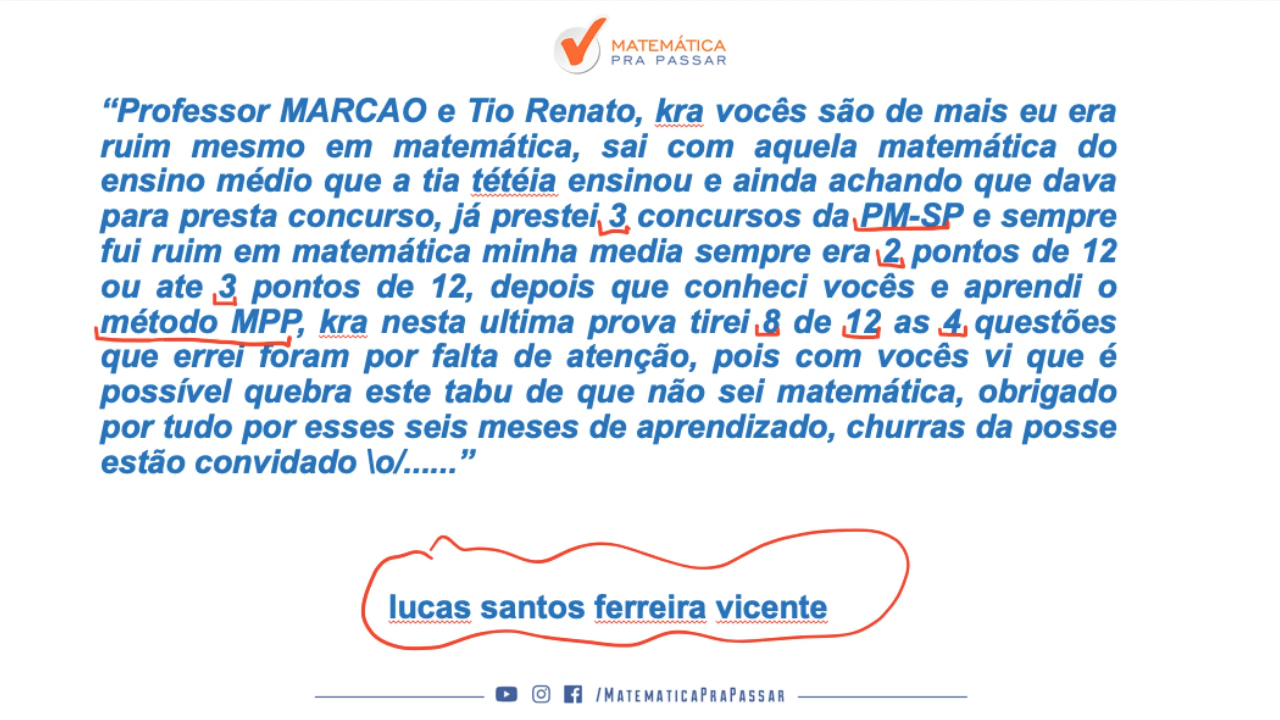 MATEMÁTICA
PRA PASSAR
“Professor MARCAO e Tio Renato, kra vocês são de mais eu era
ruim mesmo em matemática, sai com aquela matemática do
ensino médio que a tia tétéia ensinou e ainda achando que dava
para presta concurso, já prestei 3 concursos da PM-SP e sempre
fui ruim em matemática minha media sempre era 2 pontos de 12
ou ate 3 pontos de 12, depois que conheci vocês e aprendi o
método MPP, kra nesta ultima prova tirei 8 de 12 as 4 questões
que errei foram por falta de atenção, pois com vocês vi que é
possível quebra este tabu de que não sei matemática, obrigado
por tudo por esses seis meses de aprendizado, churras da posse
estão convidado \o/......”
lucas santos ferreira vicente
/MATEMATICAPRAPASSAR